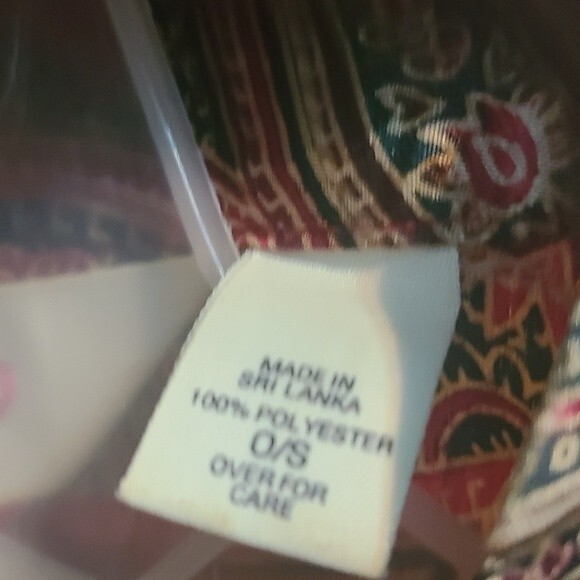 MADE IN
SRI LANKA
100% POLYESTER
O/S
OVER FOR
CARE